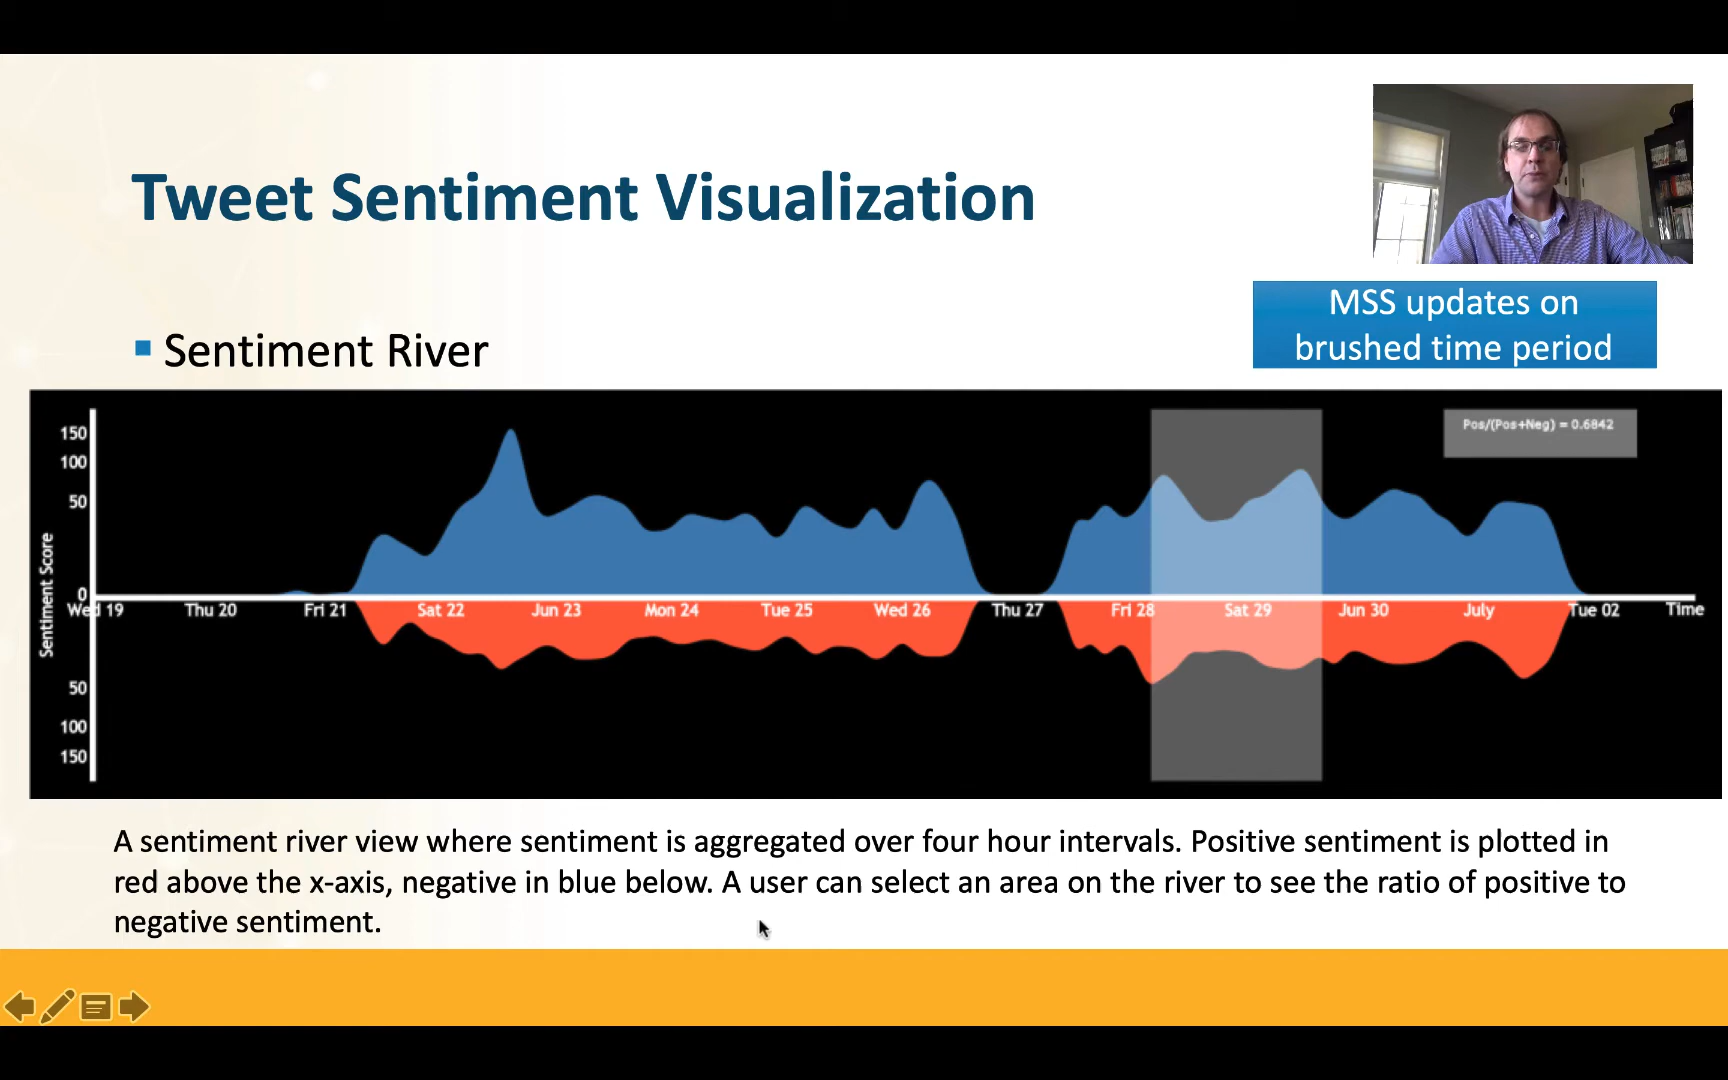 Tweet Sentiment Visualization
MSS updates on
brushed time period
Sentiment River
150
100
50
0
50
100
150
Sentiment Score
Pos/(Pos+Neg) = 0.6842
Wed 19 Thu 20 Fri 21 Sat 22 Jun 23 Mon 24 Tue 25 Wed 26 Thu 27 Fri 28 Sat 29 Jun 30 July Tue 02 Time
A sentiment river view where sentiment is aggregated over four hour intervals. Positive sentiment is plotted in
red above the x-axis, negative in blue below. A user can select an area on the river to see the ratio of positive to
negative sentiment.